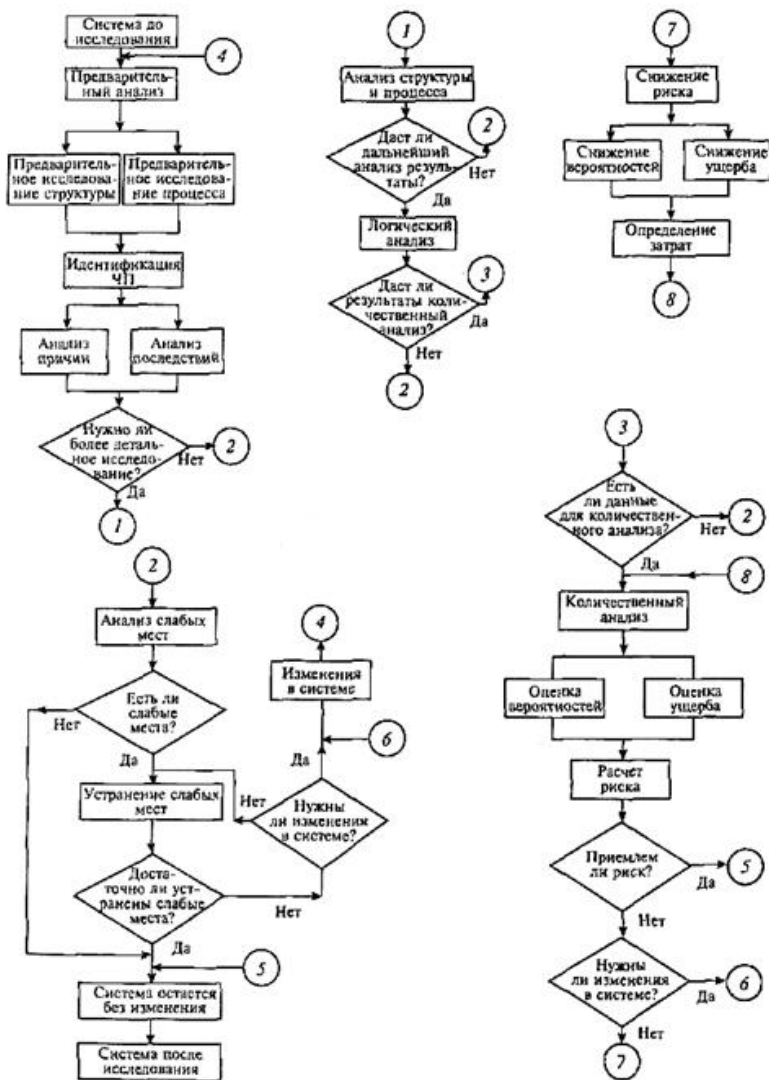 Система до
исследования
4
Предваритель-
ный анализ
Предваритель-
ное исследова-
ние структуры
Предваритель-
ное исследова-
ние процесса
Идентификация
ЧП
Анализ
причин
Анализ
последствий
Нужно ли
более деталь-
ное исследо-
вание?
Нет
2
Да
1
1
Анализ структуры
и процесса
Даст ли
дальнейший
анализ резуль-
таты?
2
Нет
Да
Логический
анализ
3
Даст ли
результаты коли-
чественный
анализ?
Да
Нет
2
7
Снижение
риска
Снижение
вероятностей
Снижение
ущерба
Определение
затрат
8
2
Анализ слабых
мест
Есть ли
слабые
места?
Нет
Да
Устранение слабых
мест
Доста-
точно ли уст-
ранены слабые
места?
Нет
Да
5
Система остается
без изменения
Система после
исследования
4
Изменения
в системе
6
Да
Нет
Нужны
ли изменения
в системе?
3
Есть
ли данные
для количествен-
ного анализа?
Нет
2
Да
8
Количественный
анализ
Оценка
вероятностей
Оценка
ущерба
Расчет
риска
Приемлем
ли риск?
Да
5
Нет
Нужны
ли изменения
в системе?
Да
6
Нет
7